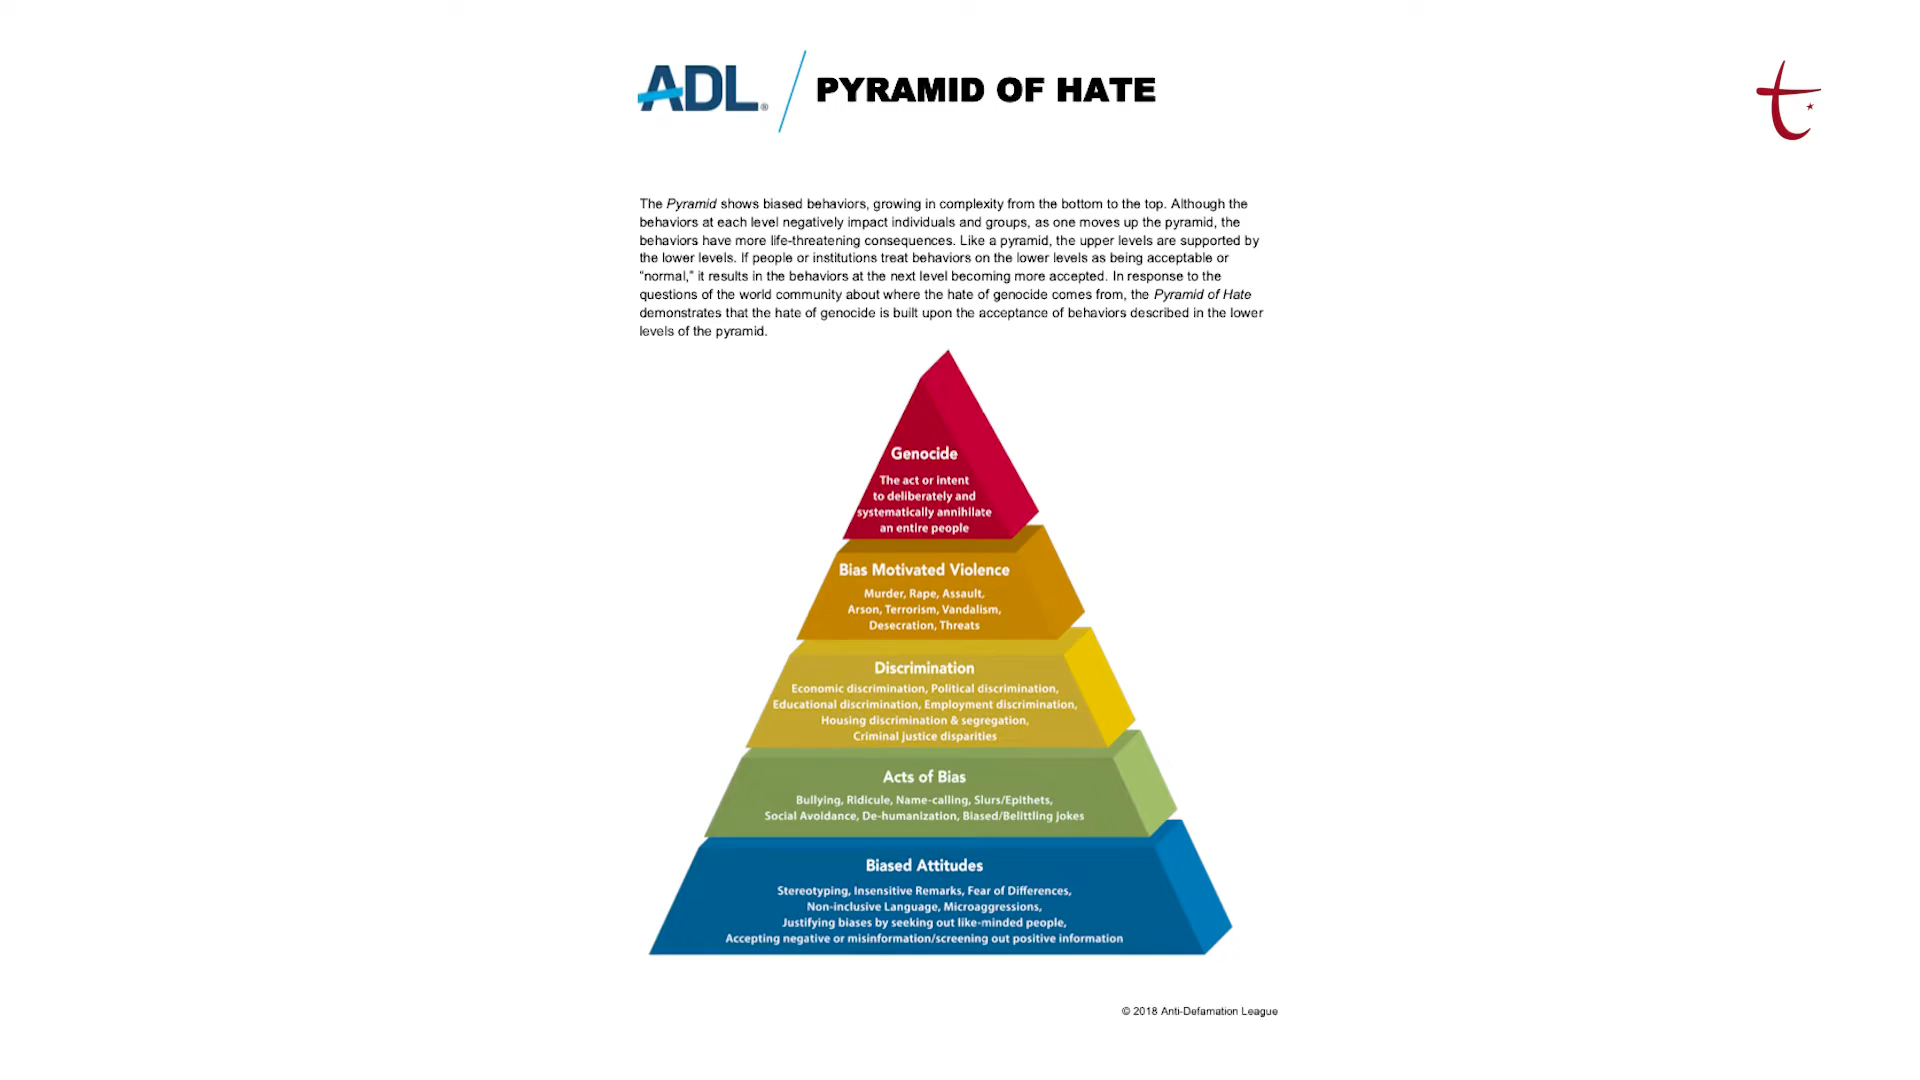 ADL® PYRAMID OF HATE
The Pyramid shows biased behaviors, growing in complexity from the bottom to the top. Although the
behaviors at each level negatively impact individuals and groups, as one moves up the pyramid, the
behaviors have more life-threatening consequences. Like a pyramid, the upper levels are supported by
the lower levels. If people or institutions treat behaviors on the lower levels as being acceptable or
“normal,” it results in the behaviors at the next level becoming more accepted. In response to the
questions of the world community about where the hate of genocide comes from, the Pyramid of Hate
demonstrates that the hate of genocide is built upon the acceptance of behaviors described in the lower
levels of the pyramid.
Genocide
The act or intent
to deliberately and
systematically annihilate
an entire people
Bias Motivated Violence
Murder, Rape, Assault,
Arson, Terrorism, Vandalism,
Desecration, Threats
Discrimination
Economic discrimination, Political discrimination,
Educational discrimination, Employment discrimination,
Housing discrimination & segregation,
Criminal justice disparities
Acts of Bias
Bullying, Ridicule, Name-calling, Slurs/Epithets,
Social Avoidance, De-humanization, Biased/Belittling jokes
Biased Attitudes
Stereotyping, Insensitive Remarks, Fear of Differences,
Non-inclusive Language, Microaggressions,
Justifying biases by seeking out like-minded people,
Accepting negative or misinformation/screening out positive information
© 2018 Anti-Defamation League